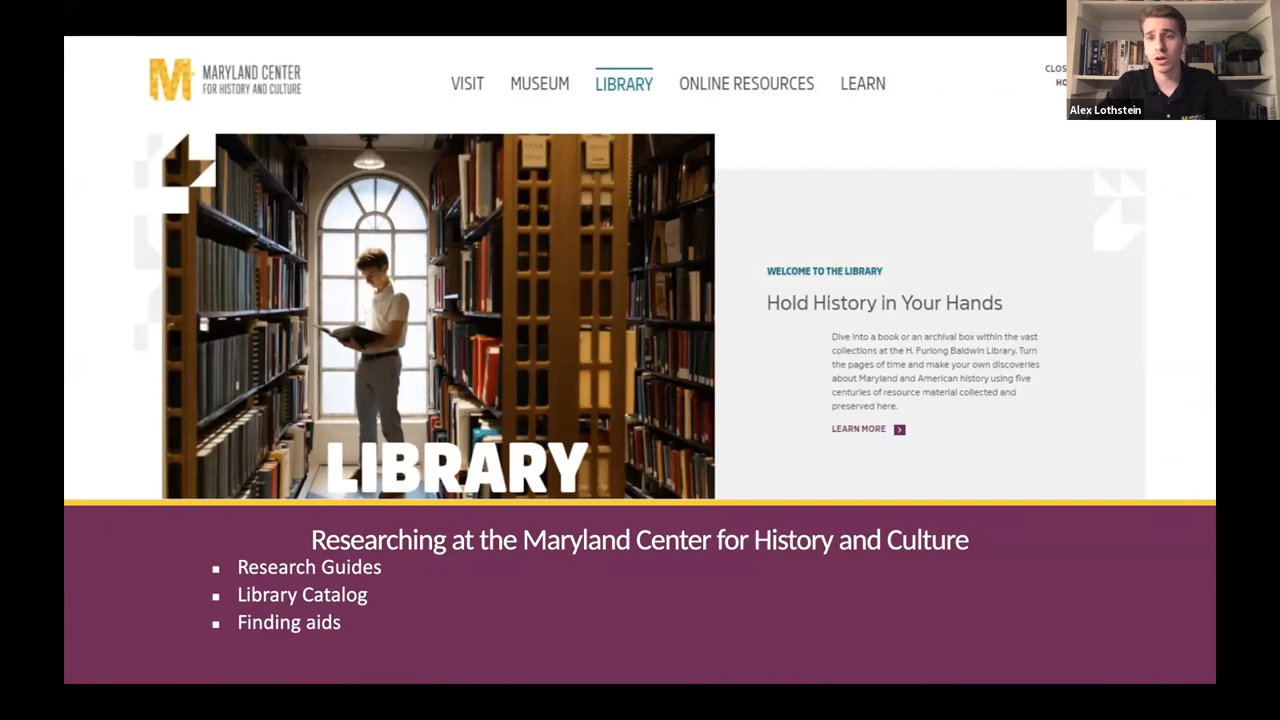 MARYLAND CENTER
FOR HISTORY AND CULTURE
VISIT MUSEUM LIBRARY ONLINE RESOURCES LEARN
Alex Lothstein
WELCOME TO THE LIBRARY
Hold History in Your Hands
Dive into a book or an archival box within the vast
collections at the H. Furlong Baldwin Library. Turn
the pages of time and make your own discoveries
about Maryland and American history using five
centuries of resource material collected and
preserved here.
LEARN MORE
LIBRARY
Researching at the Maryland Center for History and Culture
▪ Research Guides
▪ Library Catalog
▪ Finding aids